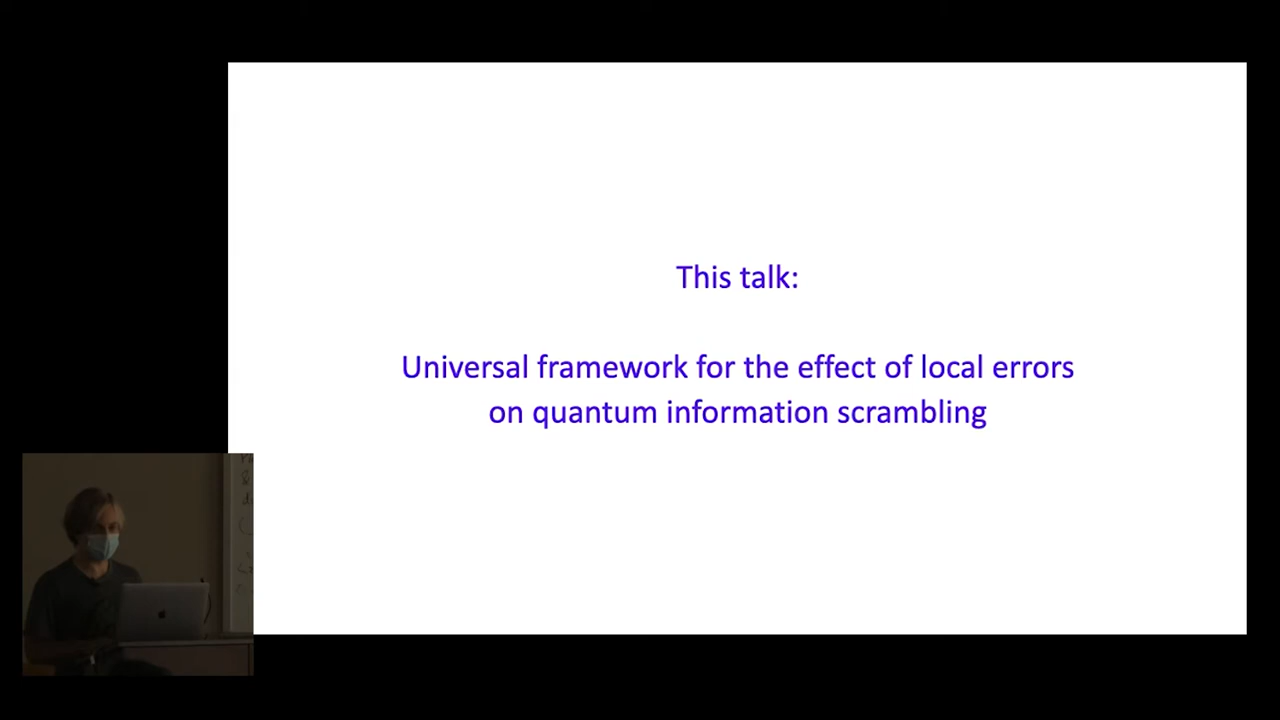 This talk:
Universal framework for the effect of local errors
on quantum information scrambling